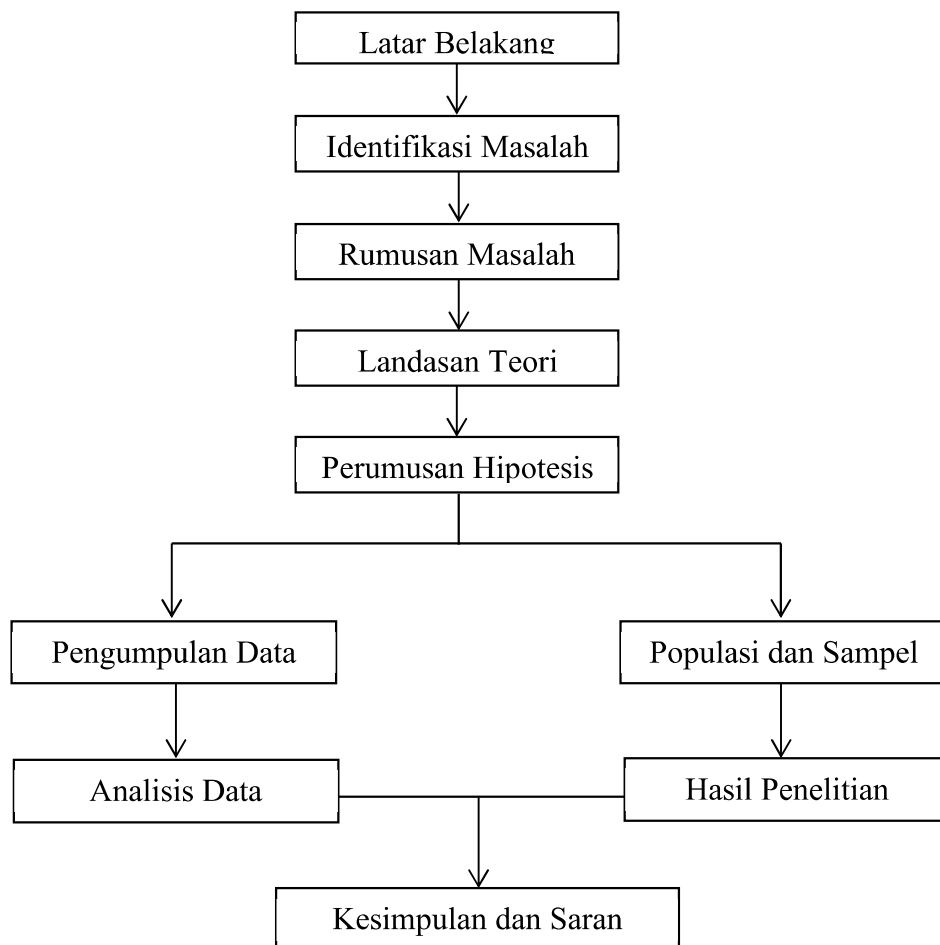 Latar Belakang
Identifikasi Masalah
Rumusan Masalah
Landasan Teori
Perumusan Hipotesis
Pengumpulan Data
Populasi dan Sampel
Analisis Data
Hasil Penelitian
Kesimpulan dan Saran